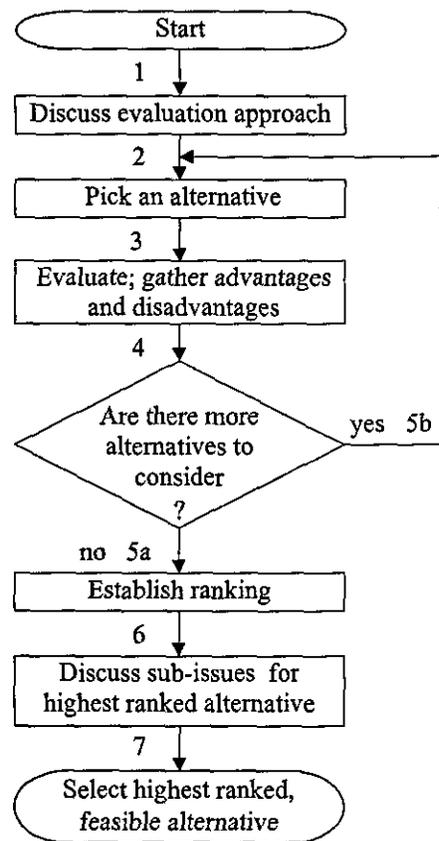 Start
1
Discuss evaluation approach
2
Pick an alternative
3
Evaluate; gather advantages
and disadvantages
4
Are there more
alternatives to
consider
?
yes 5b
no 5a
Establish ranking
6
Discuss sub-issues for
highest ranked alternative
7
Select highest ranked,
feasible alternative